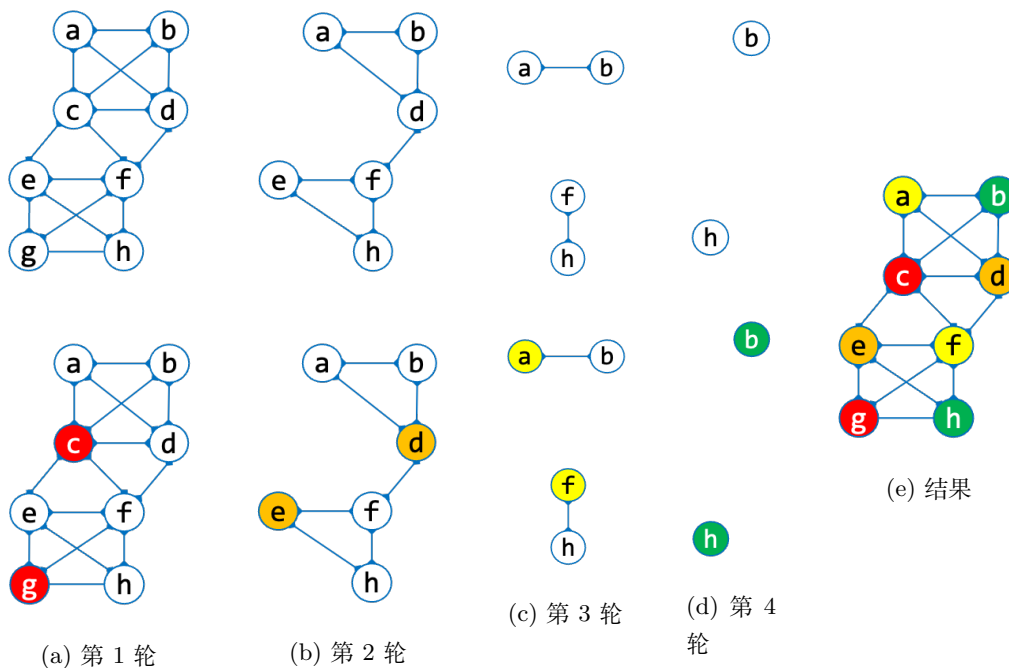 a b
c d
e f
g h
a b
d
e f
h
a b
f
h
b
h
a b
c d
e f
g h
a b
c d
e f
g h
a b
d
e f
h
a b
f
h
b
h
(a) 第 1 轮
(b) 第 2 轮
(c) 第 3 轮
(d) 第 4
轮
(e) 结果